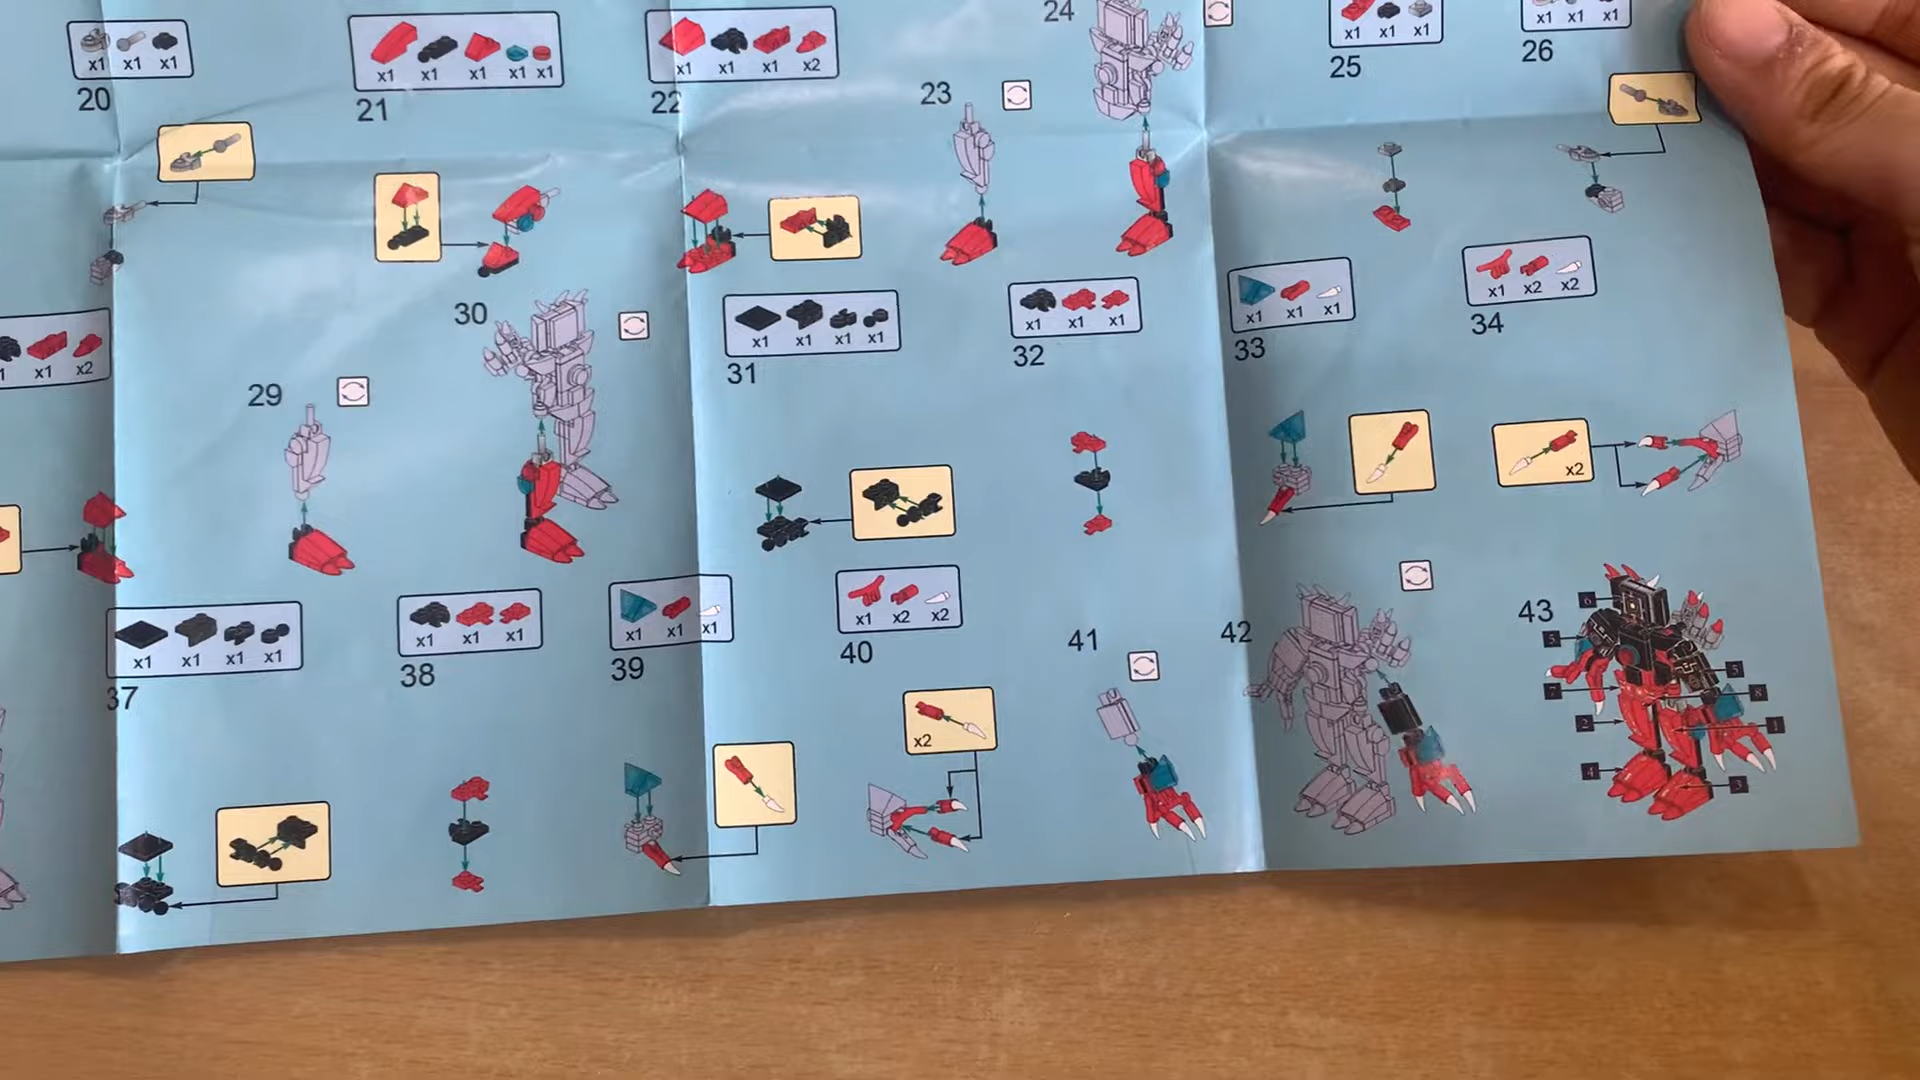 x1 x1 x1
20
x1 x1 x1 x1 x1
21
x1 x1 x1 x2
22
23
24
x1 x1 x1
25
x1 x1 x1
26
x1 x2
29
30
x1 x1 x1 x1
31
x1 x1 x1
32
x1 x1 x1
33
x1 x2 x2
34
x2
x1 x1 x1 x1
37
x1 x1 x1
38
x1 x1 x1
39
x1 x2 x2
40
x2
41
42
43
6
5
5
7
8
2
1
4
3